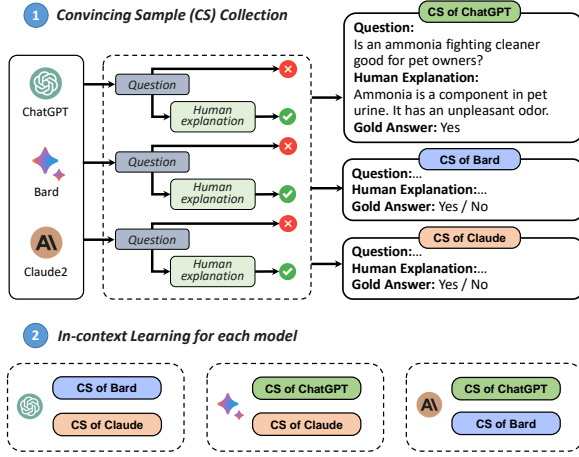 1 Convincing Sample (CS) Collection
ChatGPT
Bard
Claude2
Question
Human
explanation
Question
Human
explanation
Question
Human
explanation
CS of ChatGPT
Question:
Is an ammonia fighting cleaner
good for pet owners?
Human Explanation:
Ammonia is a component in pet
urine. It has an unpleasant odor.
Gold Answer: Yes
CS of Bard
Question:...
Human Explanation:...
Gold Answer: Yes / No
CS of Claude
Question:...
Human Explanation:...
Gold Answer: Yes / No
2 In-context Learning for each model
CS of Bard
CS of Claude
CS of ChatGPT
CS of Claude
CS of ChatGPT
CS of Bard